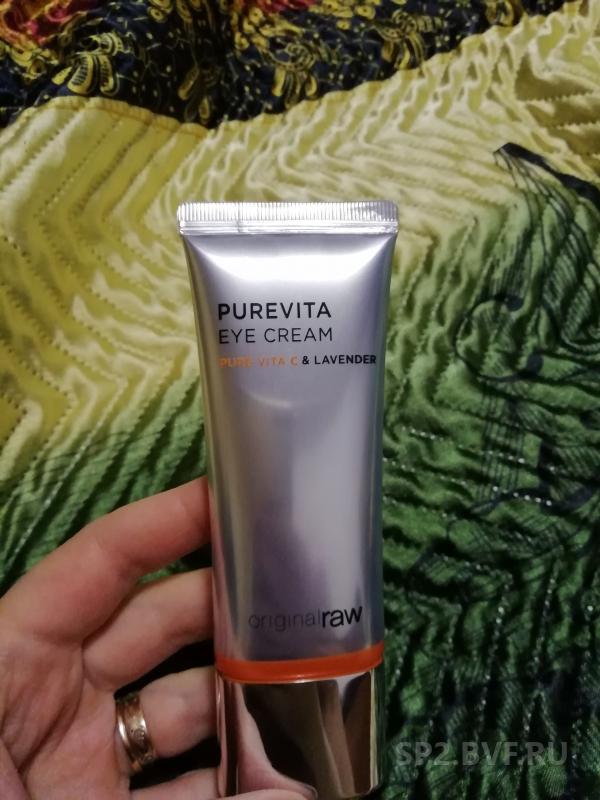 PUREVITA
EYE CREAM
PURE VITA C & LAVENDER
originalraw
SP2.BVF.RU